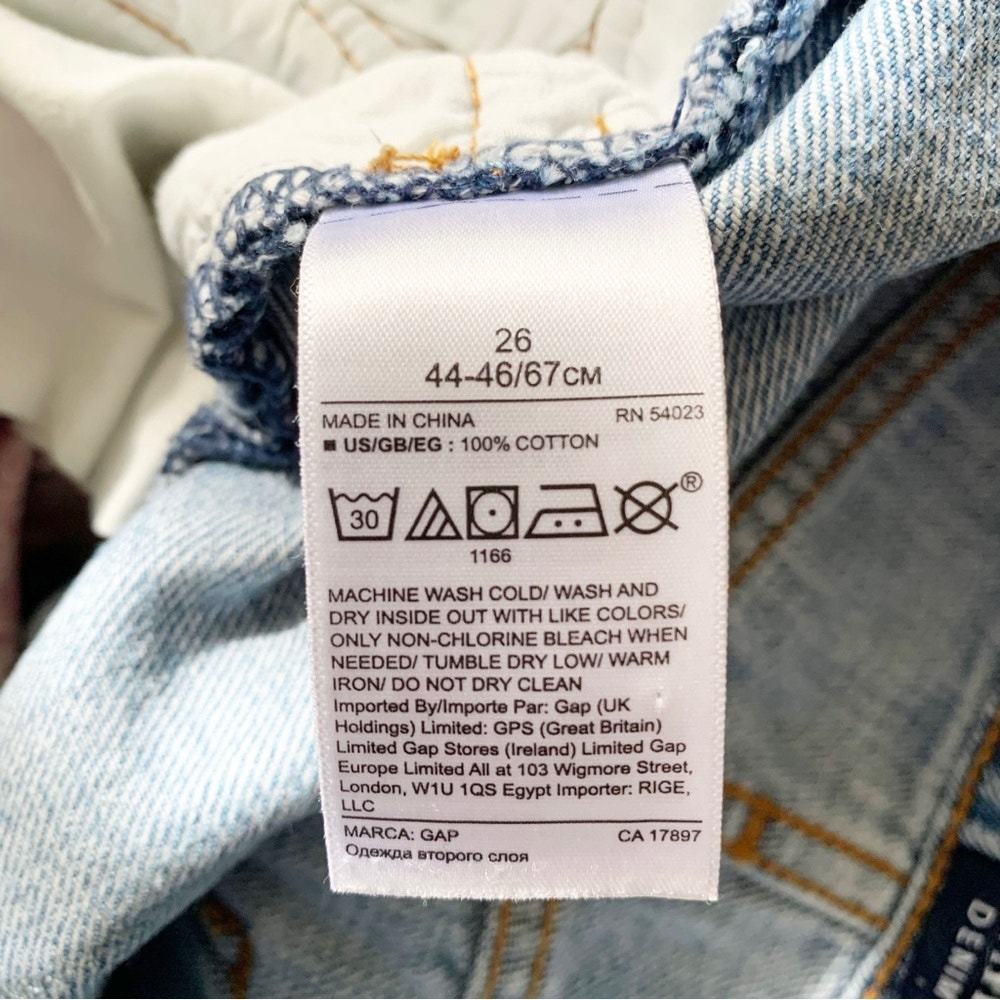 26
44-46/67CM
MADE IN CHINA RN 54023
US/GB/EG : 100% COTTON
30 ®
1166
MACHINE WASH COLD/ WASH AND
DRY INSIDE OUT WITH LIKE COLORS/
ONLY NON-CHLORINE BLEACH WHEN
NEEDED/ TUMBLE DRY LOW/ WARM
IRON/ DO NOT DRY CLEAN
Imported By/Importe Par: Gap (UK
Holdings) Limited: GPS (Great Britain)
Limited Gap Stores (Ireland) Limited Gap
Europe Limited All at 103 Wigmore Street,
London, W1U 1QS Egypt Importer: RIGE,
LLC
MARCA: GAP CA 17897
Одежда второго слоя